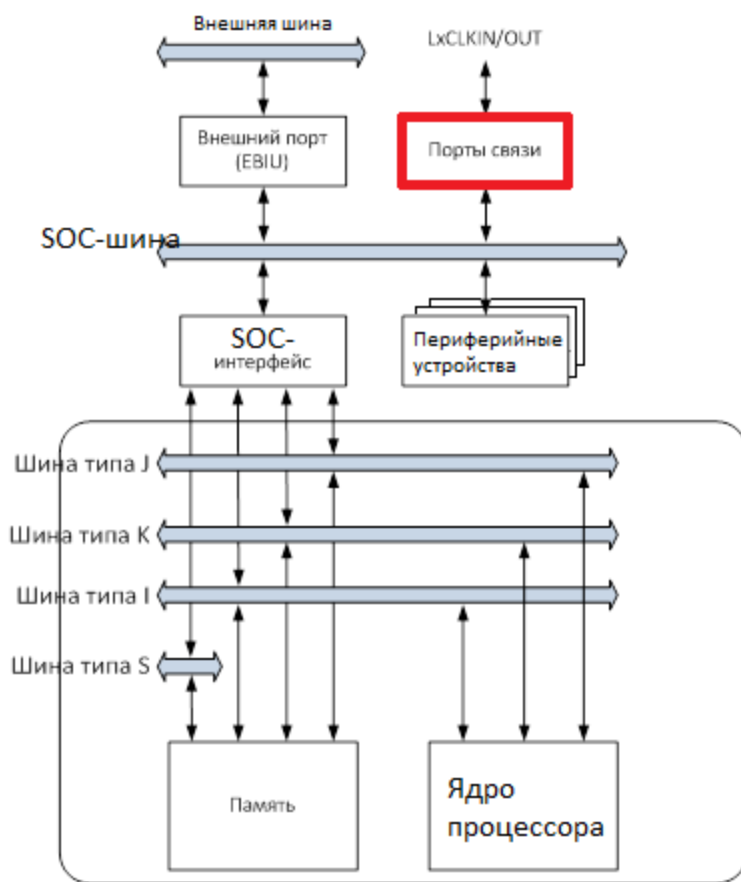 Внешняя шина
LxCLKIN/OUT
Внешний порт
(EBIU)
Порты связи
SOC-шина
SOC-
интерфейс
Периферийные
устройства
Шина типа J
Шина типа K
Шина типа I
Шина типа S
Память
Ядро
процессора